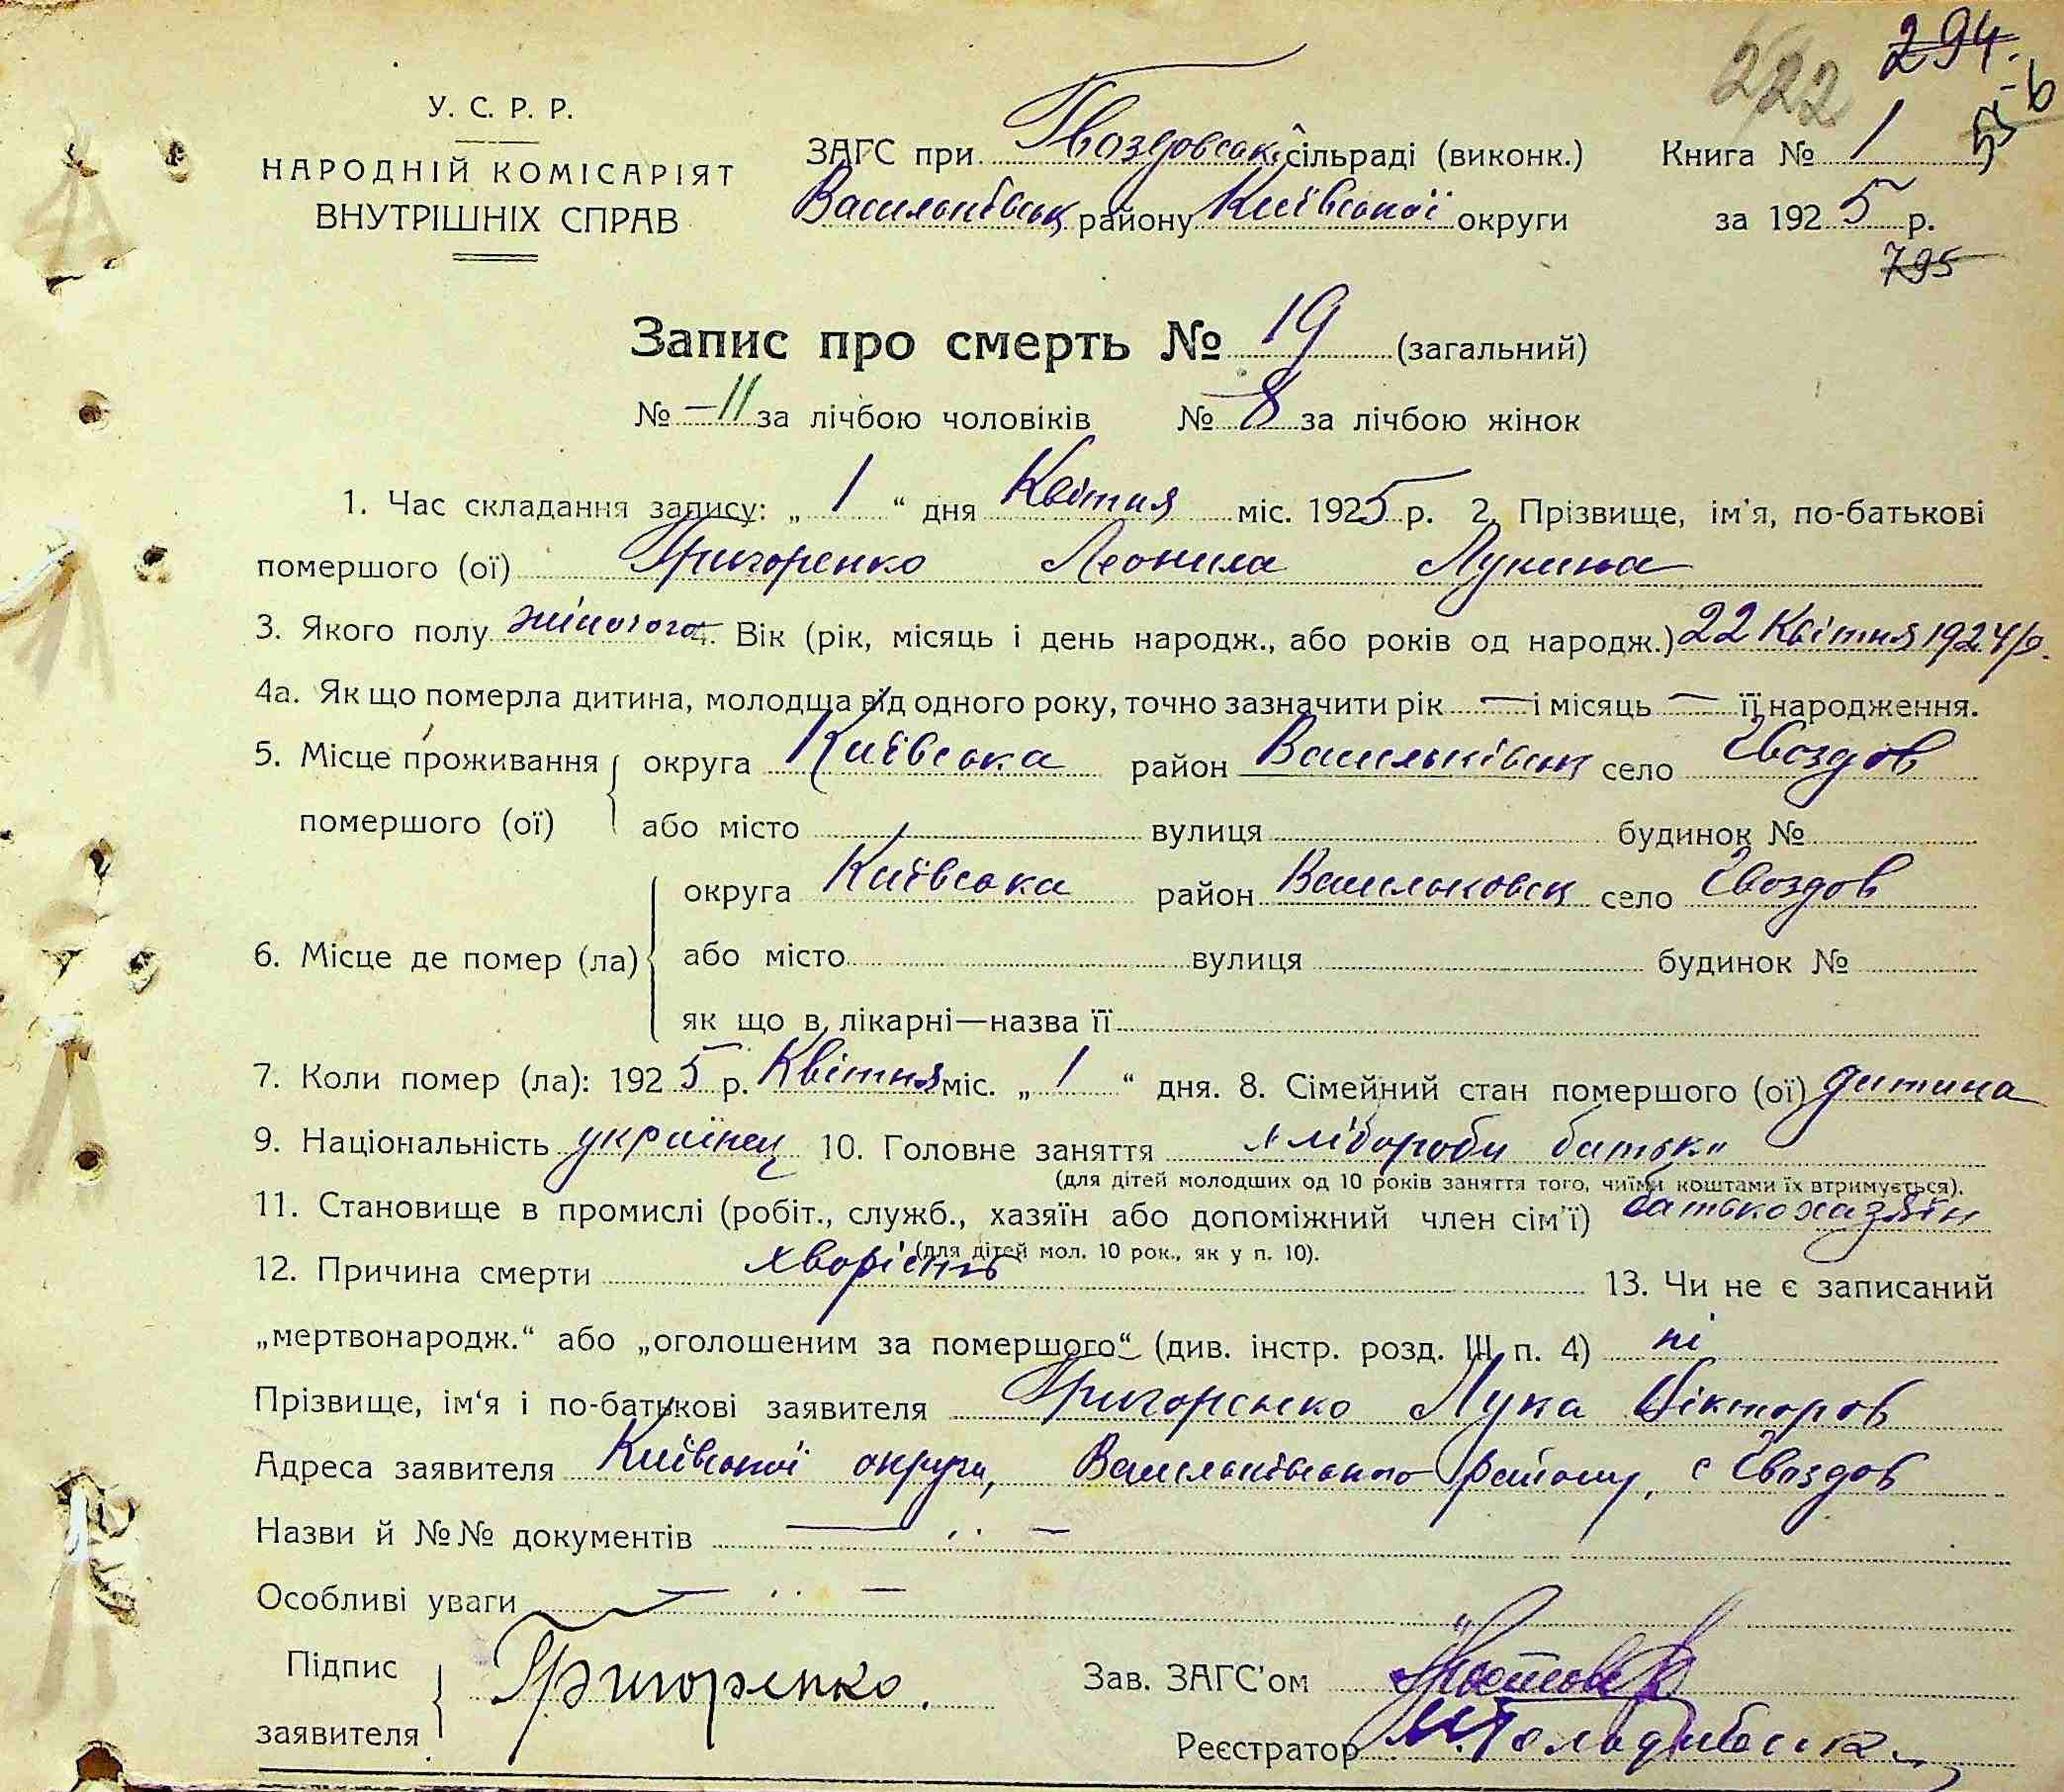 222 294.
У. С. Р. Р.
НАРОДНІЙ КОМІСАРІЯТ
ВНУТРІШНІХ СПРАВ
ЗАГС при Гвоздовськ. сільраді (виконк.) Книга № 1
Васильківськ району Київської округи за 1925 р.
795
Запис про смерть № 19 (загальний)
№ —11 за лічбою чоловіків № 8 за лічбою жінок
1. Час складання запису: „ 1 “ дня Квітня міс. 1925 р. 2. Прізвище, ім'я, по-батькові
помершого (ої) Григоренко Леонила Лукина
3. Якого полу жіночого 4. Вік (рік, місяць і день народж., або років од народж.) 22 Квітня 1924 р.
4а. Як що померла дитина, молодща від одного року, точно зазначити рік — і місяць — її народження.
5. Місце проживання округа Київська район Васильківськ село Гвоздов
помершого (ої) або місто вулиця будинок №
округа Київська район Васильковск село Гвоздов
6. Місце де помер (ла) або місто вулиця будинок №
як що в лікарні—назва її
7. Коли помер (ла): 1925 р. Квітня міс. „ 1 “ дня. 8. Сімейний стан помершого (ої) дитина
9. Національність українец 10. Головне заняття хлібороби батьки
(для дітей молодших од 10 років заняття того, чиїми коштами їх втримується).
11. Становище в промислі (робіт., служб., хазяїн або допоміжний член сім'ї) батько хазяін
(для дітей мол. 10 рок., як у п. 10).
12. Причина смерти хворість 13. Чи не є записаний
„мертвонародж.“ або „оголошеним за помершого“ (див. інстр. розд. III п. 4) ні
Прізвище, ім‘я і по-батькові заявителя Григоренко Лука Вікторов
Адреса заявителя Київської округи, Васильківського району, с Гвоздов
Назви й №№ документів — . . —
Особливі уваги — . . —
Підпис заявителя Григоренко. Зав. ЗАГС'ом
Реєстратор